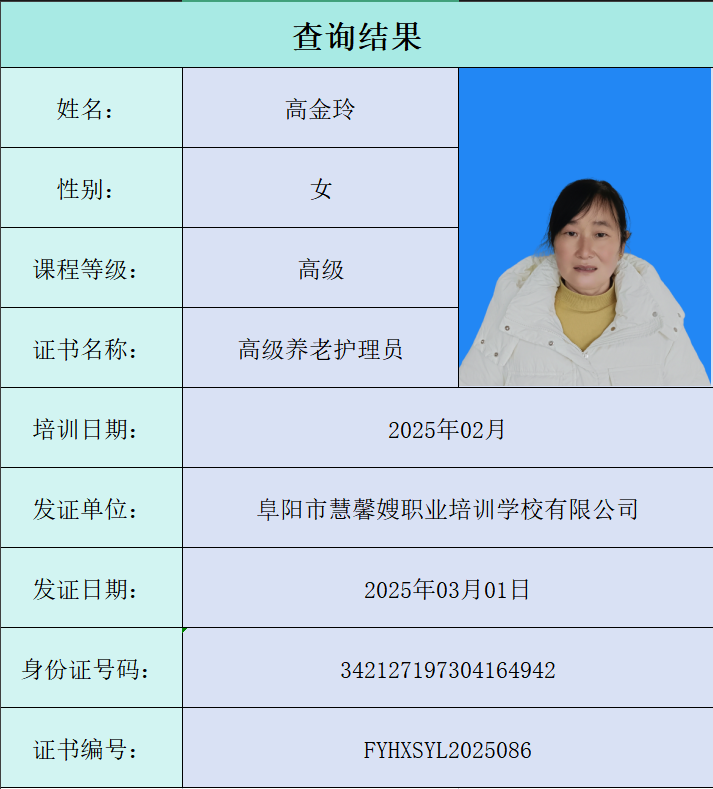 查询结果
姓名： 高金玲
性别： 女
课程等级： 高级
证书名称： 高级养老护理员
培训日期： 2025年02月
发证单位： 阜阳市慧馨嫂职业培训学校有限公司
发证日期： 2025年03月01日
身份证号码： 342127197304164942
证书编号： FYHXSYL2025086